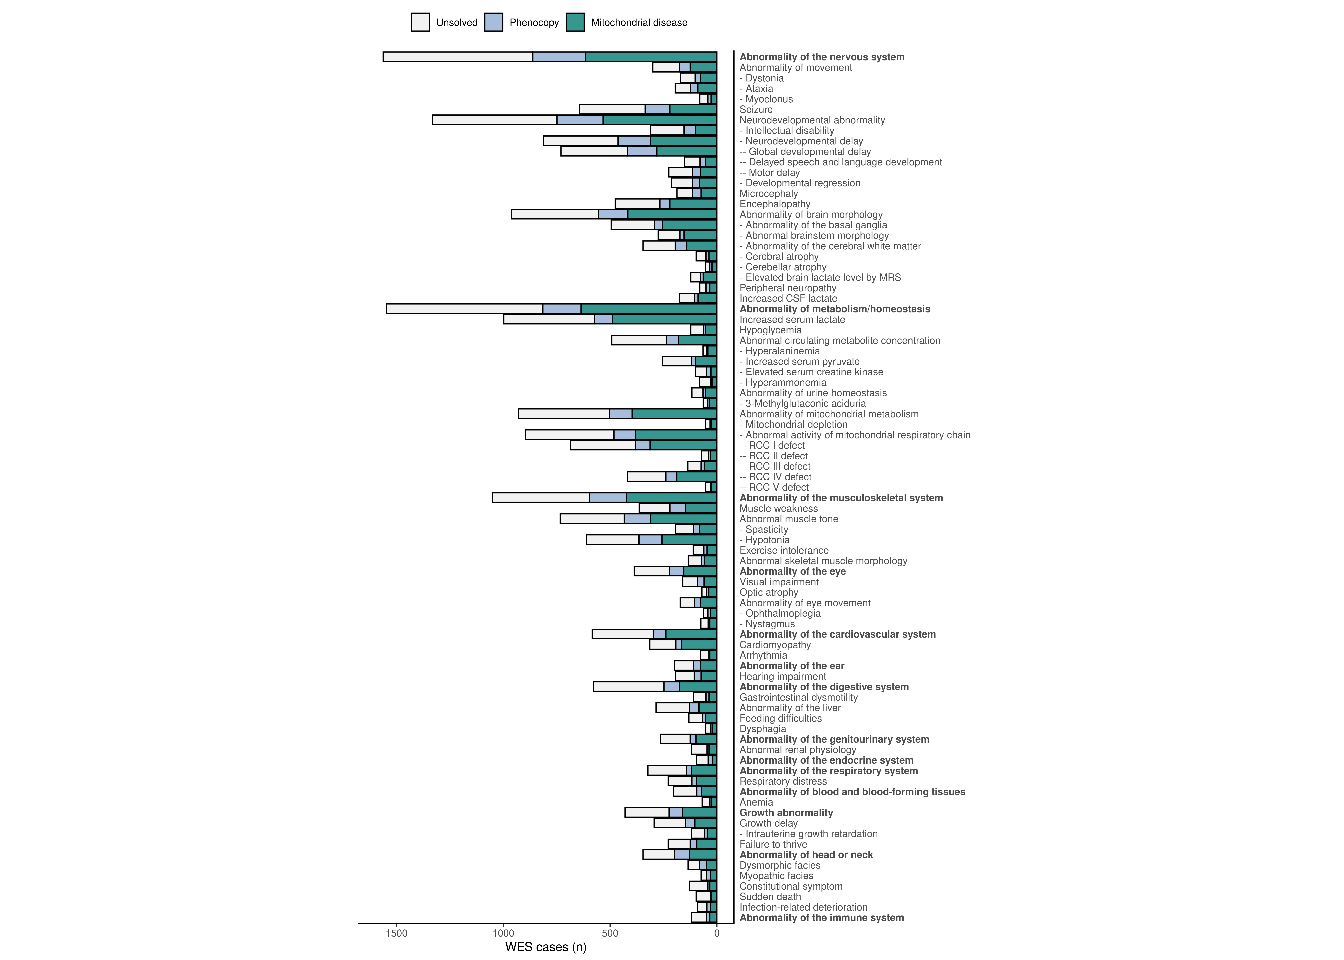 Unsolved Phenocopy Mitochondrial disease
Abnormality of the nervous system
Abnormality of movement
- Dystonia
- Ataxia
- Myoclonus
Seizure
Neurodevelopmental abnormality
- Intellectual disability
- Neurodevelopmental delay
-- Global developmental delay
-- Delayed speech and language development
-- Motor delay
- Developmental regression
Microcephaly
Encephalopathy
Abnormality of brain morphology
- Abnormality of the basal ganglia
- Abnormal brainstem morphology
- Abnormality of the cerebral white matter
- Cerebral atrophy
- Cerebellar atrophy
- Elevated brain lactate level by MRS
Peripheral neuropathy
Increased CSF lactate
Abnormality of metabolism/homeostasis
Increased serum lactate
Hypoglycemia
Abnormal circulating metabolite concentration
- Hyperalaninemia
- Increased serum pyruvate
- Elevated serum creatine kinase
- Hyperammonemia
Abnormality of urine homeostasis
- 3-Methylglutaconic aciduria
Abnormality of mitochondrial metabolism
- Mitochondrial depletion
- Abnormal activity of mitochondrial respiratory chain
-- RCC I defect
-- RCC II defect
-- RCC III defect
-- RCC IV defect
-- RCC V defect
Abnormality of the musculoskeletal system
Muscle weakness
Abnormal muscle tone
- Spasticity
- Hypotonia
Exercise intolerance
Abnormal skeletal muscle morphology
Abnormality of the eye
Visual impairment
Optic atrophy
Abnormality of eye movement
- Ophthalmoplegia
- Nystagmus
Abnormality of the cardiovascular system
Cardiomyopathy
Arrhythmia
Abnormality of the ear
Hearing impairment
Abnormality of the digestive system
Gastrointestinal dysmotility
Abnormality of the liver
Feeding difficulties
Dysphagia
Abnormality of the genitourinary system
Abnormal renal physiology
Abnormality of the endocrine system
Abnormality of the respiratory system
Respiratory distress
Abnormality of blood and blood-forming tissues
Anemia
Growth abnormality
Growth delay
- Intrauterine growth retardation
Failure to thrive
Abnormality of head or neck
Dysmorphic facies
Myopathic facies
Constitutional symptom
Sudden death
Infection-related deterioration
Abnormality of the immune system
1500 1000 500 0
WES cases (n)